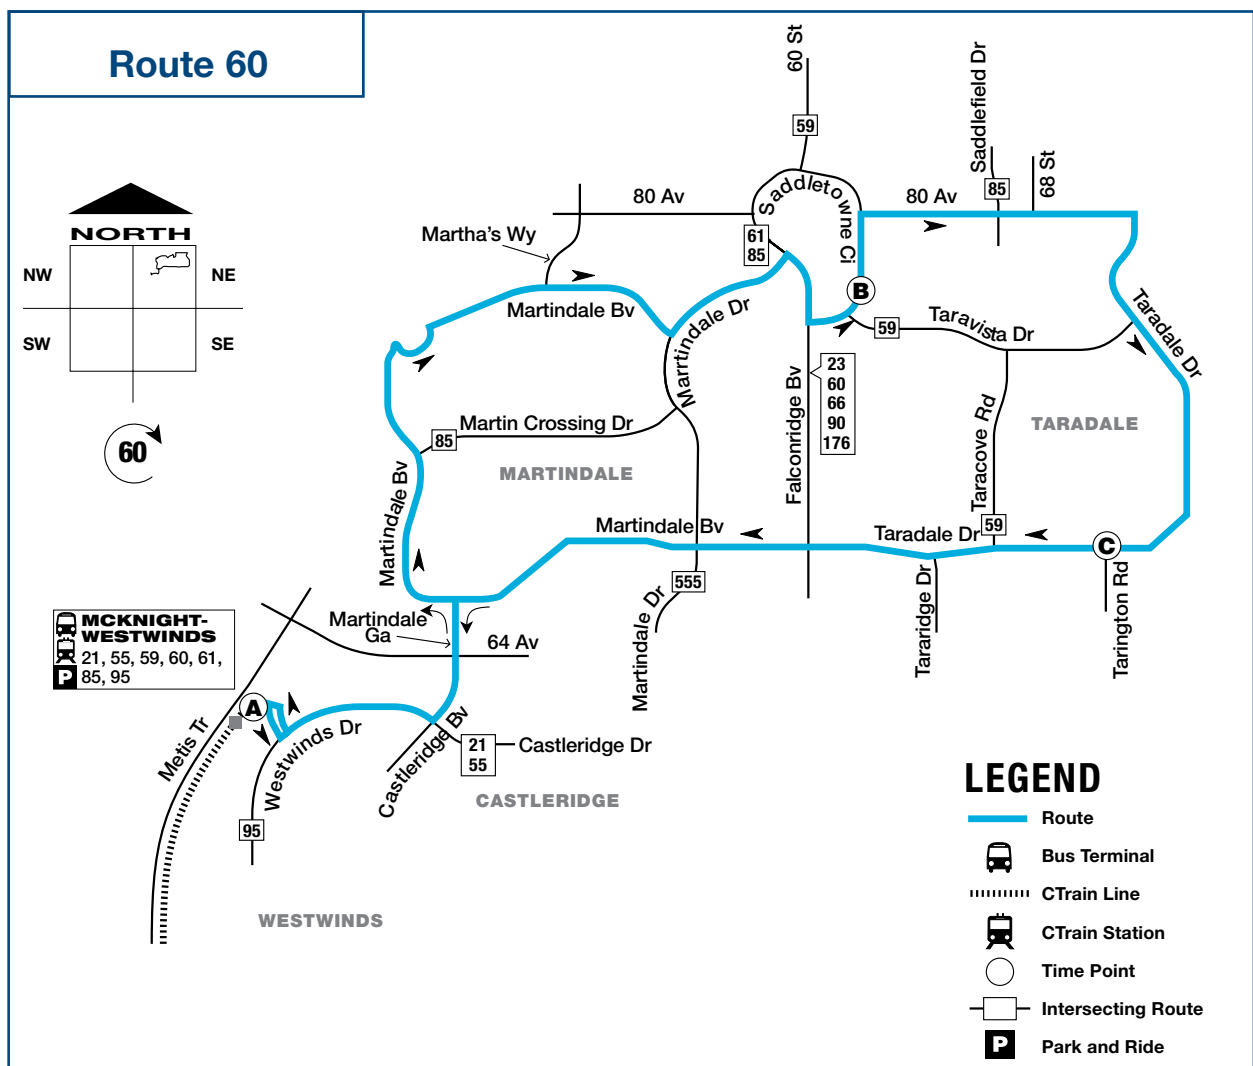 Route 60
60 St
Saddlefield Dr
59
68 St
85
80 Av
80 Av
Saddletowne Ci
NORTH
NW
NE
SW
SE
60
Martha's Wy
61
85
B
Martindale Bv
Marrtindale Dr
59
Taravista Dr
Taradale Dr
Falconridge Bv
23
60
66
90
176
TARADALE
Martin Crossing Dr
85
MARTINDALE
Taracove Rd
Martindale Bv
Martindale Bv
59
Taradale Dr
C
555
Martindale Dr
Tararidge Dr
Tarington Rd
Martindale
Ga
64 Av
MCKNIGHT-
WESTWINDS
21, 55, 59, 60, 61,
P
85, 95
A
Metis Tr
Westwinds Dr
Castleridge Bv
21
55
Castleridge Dr
CASTLERIDGE
95
WESTWINDS
LEGEND
Route
Bus Terminal
CTrain Line
CTrain Station
Time Point
Intersecting Route
P
Park and Ride